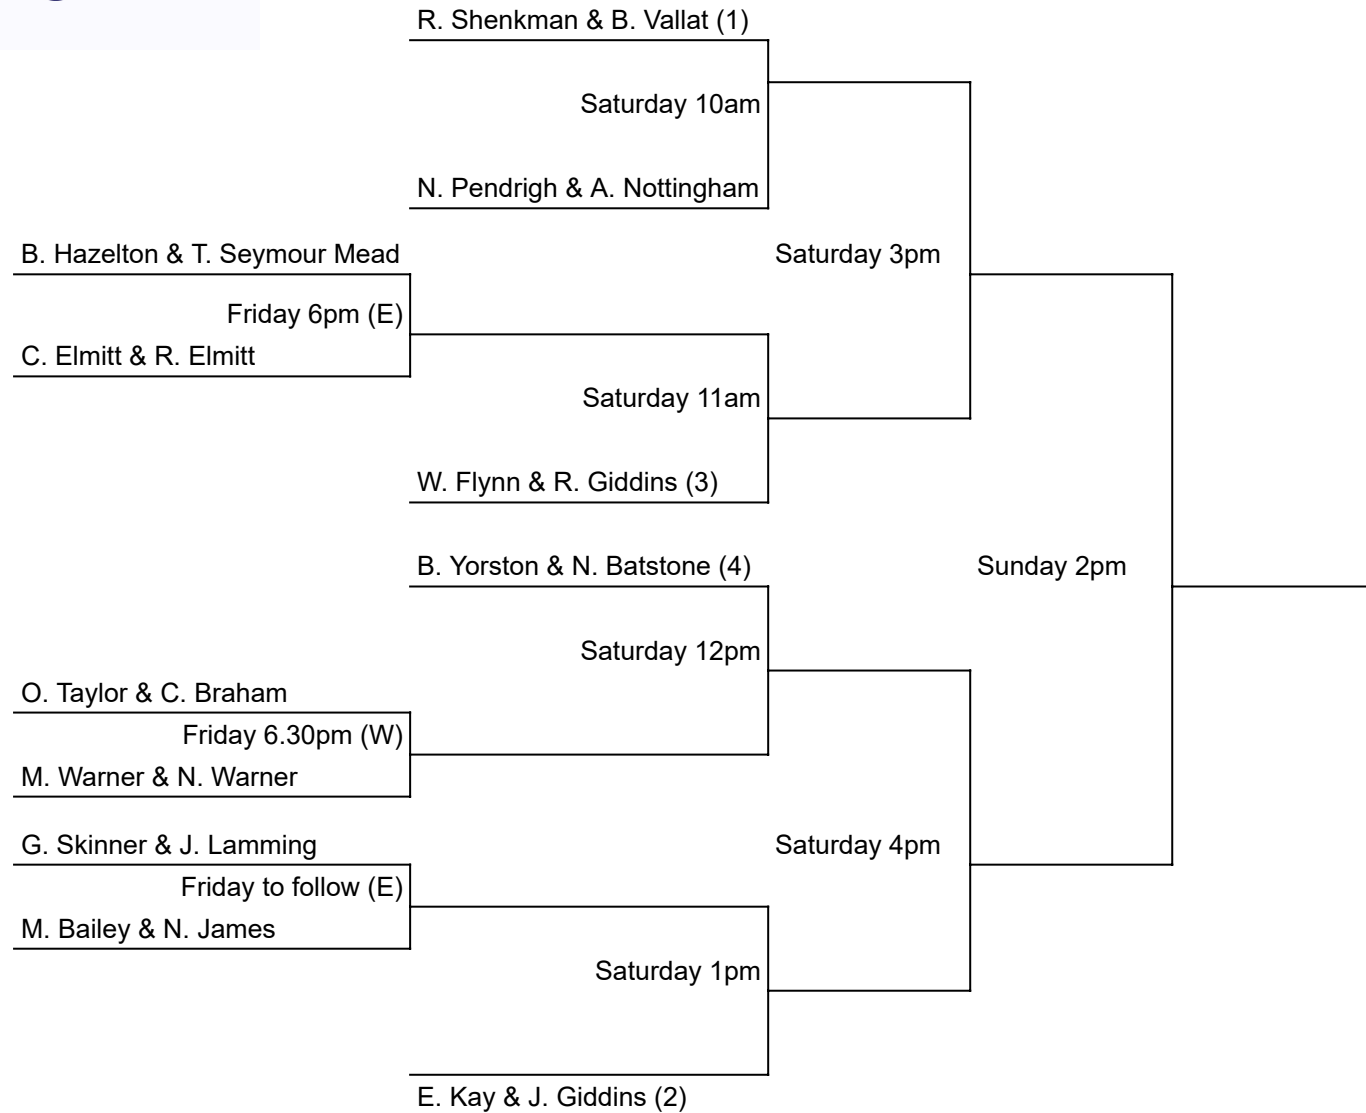 R. Shenkman & B. Vallat (1)
Saturday 10am
N. Pendrigh & A. Nottingham
B. Hazelton & T. Seymour Mead
Saturday 3pm
Friday 6pm (E)
C. Elmitt & R. Elmitt
Saturday 11am
W. Flynn & R. Giddins (3)
B. Yorston & N. Batstone (4)
Sunday 2pm
Saturday 12pm
O. Taylor & C. Braham
Friday 6.30pm (W)
M. Warner & N. Warner
G. Skinner & J. Lamming
Saturday 4pm
Friday to follow (E)
M. Bailey & N. James
Saturday 1pm
E. Kay & J. Giddins (2)